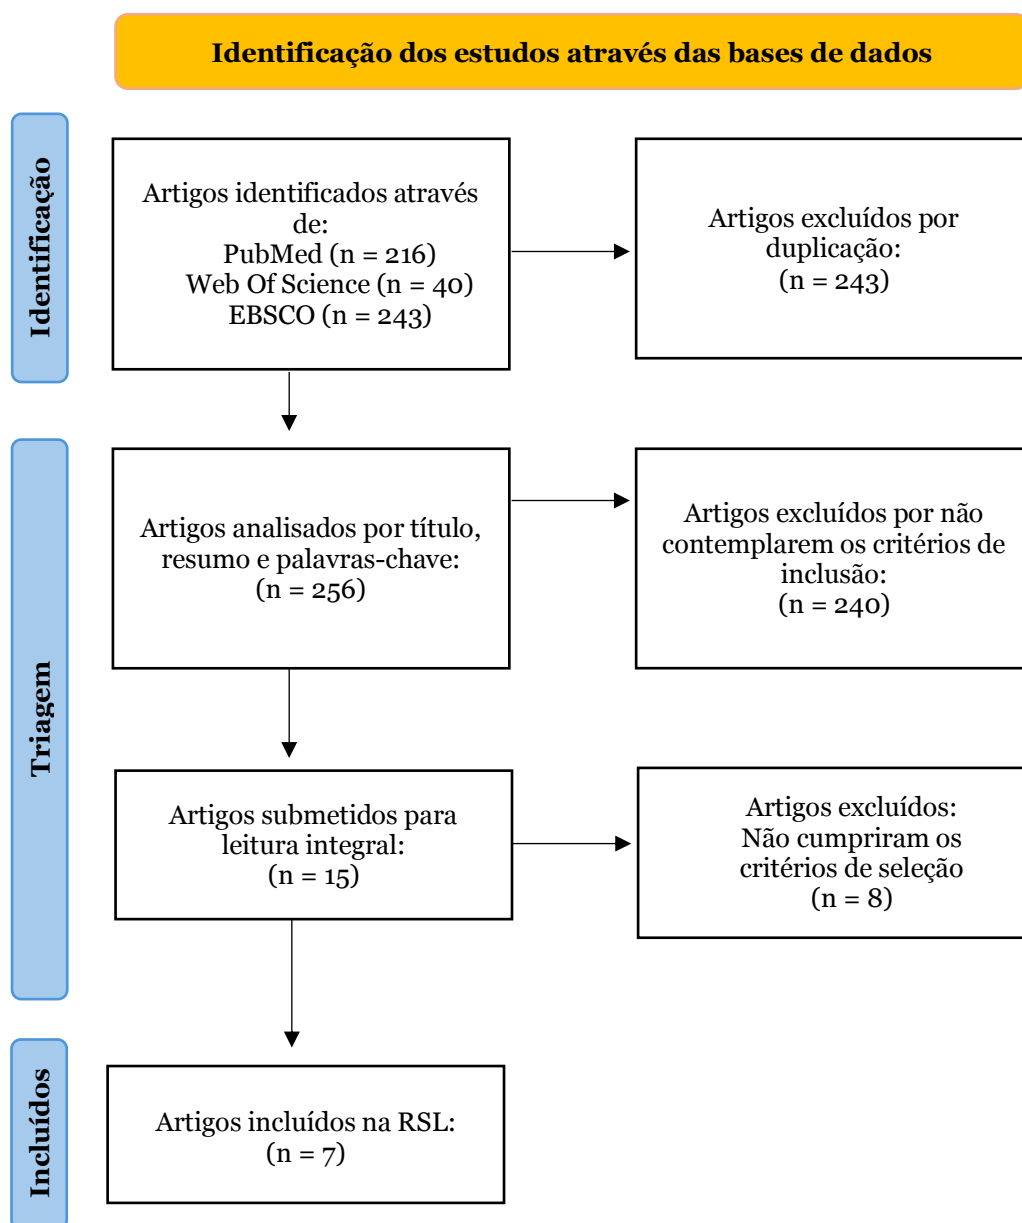 Identificação dos estudos através das bases de dados
Identificação
Artigos identificados através
de:
PubMed (n = 216)
Web Of Science (n = 40)
EBSCO (n = 243)
Artigos excluídos por
duplicação:
(n = 243)
Triagem
Artigos analisados por título,
resumo e palavras-chave:
(n = 256)
Artigos excluídos por não
contemplarem os critérios de
inclusão:
(n = 240)
Artigos submetidos para
leitura integral:
(n = 15)
Artigos excluídos:
Não cumpriram os
critérios de seleção
(n = 8)
Incluídos
Artigos incluídos na RSL:
(n = 7)